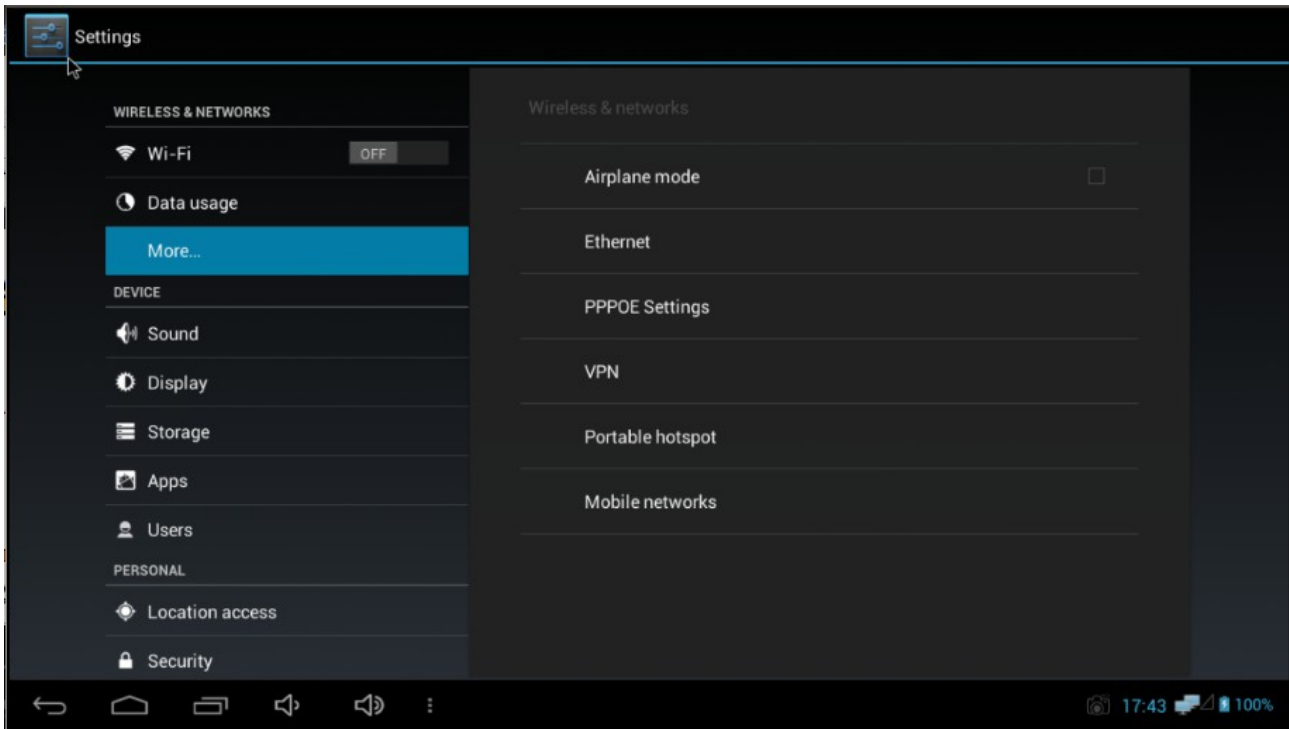 Settings
WIRELESS & NETWORKS
Wi-Fi OFF
Data usage
More...
DEVICE
Sound
Display
Storage
Apps
Users
PERSONAL
Location access
Security
Wireless & networks
Airplane mode
Ethernet
PPPOE Settings
VPN
Portable hotspot
Mobile networks
17:43 100%